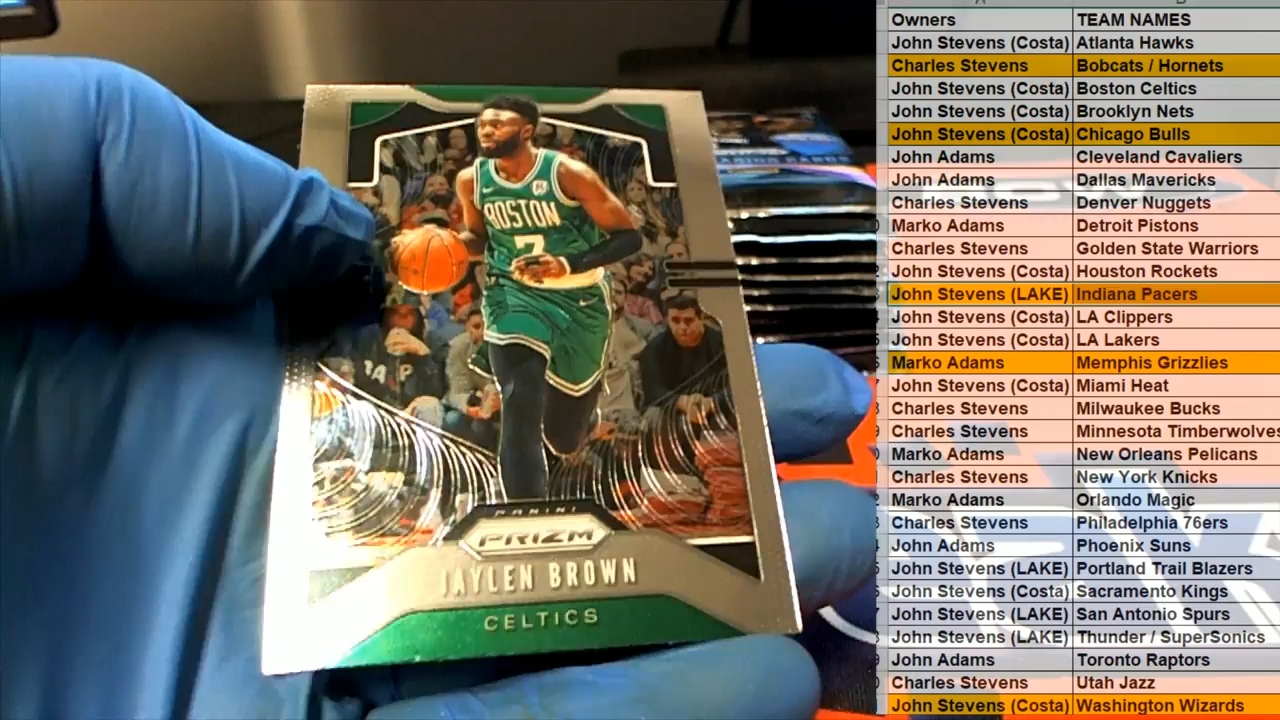 BOSTON
7
PANINI
PRIZM
JAYLEN BROWN
CELTICS
Owners TEAM NAMES
John Stevens (Costa) Atlanta Hawks
Charles Stevens Bobcats / Hornets
John Stevens (Costa) Boston Celtics
John Stevens (Costa) Brooklyn Nets
John Stevens (Costa) Chicago Bulls
John Adams Cleveland Cavaliers
John Adams Dallas Mavericks
Charles Stevens Denver Nuggets
Marko Adams Detroit Pistons
Charles Stevens Golden State Warriors
John Stevens (Costa) Houston Rockets
John Stevens (LAKE) Indiana Pacers
John Stevens (Costa) LA Clippers
John Stevens (Costa) LA Lakers
Marko Adams Memphis Grizzlies
John Stevens (Costa) Miami Heat
Charles Stevens Milwaukee Bucks
Charles Stevens Minnesota Timberwolves
Marko Adams New Orleans Pelicans
Charles Stevens New York Knicks
Marko Adams Orlando Magic
Charles Stevens Philadelphia 76ers
John Adams Phoenix Suns
John Stevens (LAKE) Portland Trail Blazers
John Stevens (Costa) Sacramento Kings
John Stevens (LAKE) San Antonio Spurs
John Stevens (LAKE) Thunder / SuperSonics
John Adams Toronto Raptors
Charles Stevens Utah Jazz
John Stevens (Costa) Washington Wizards